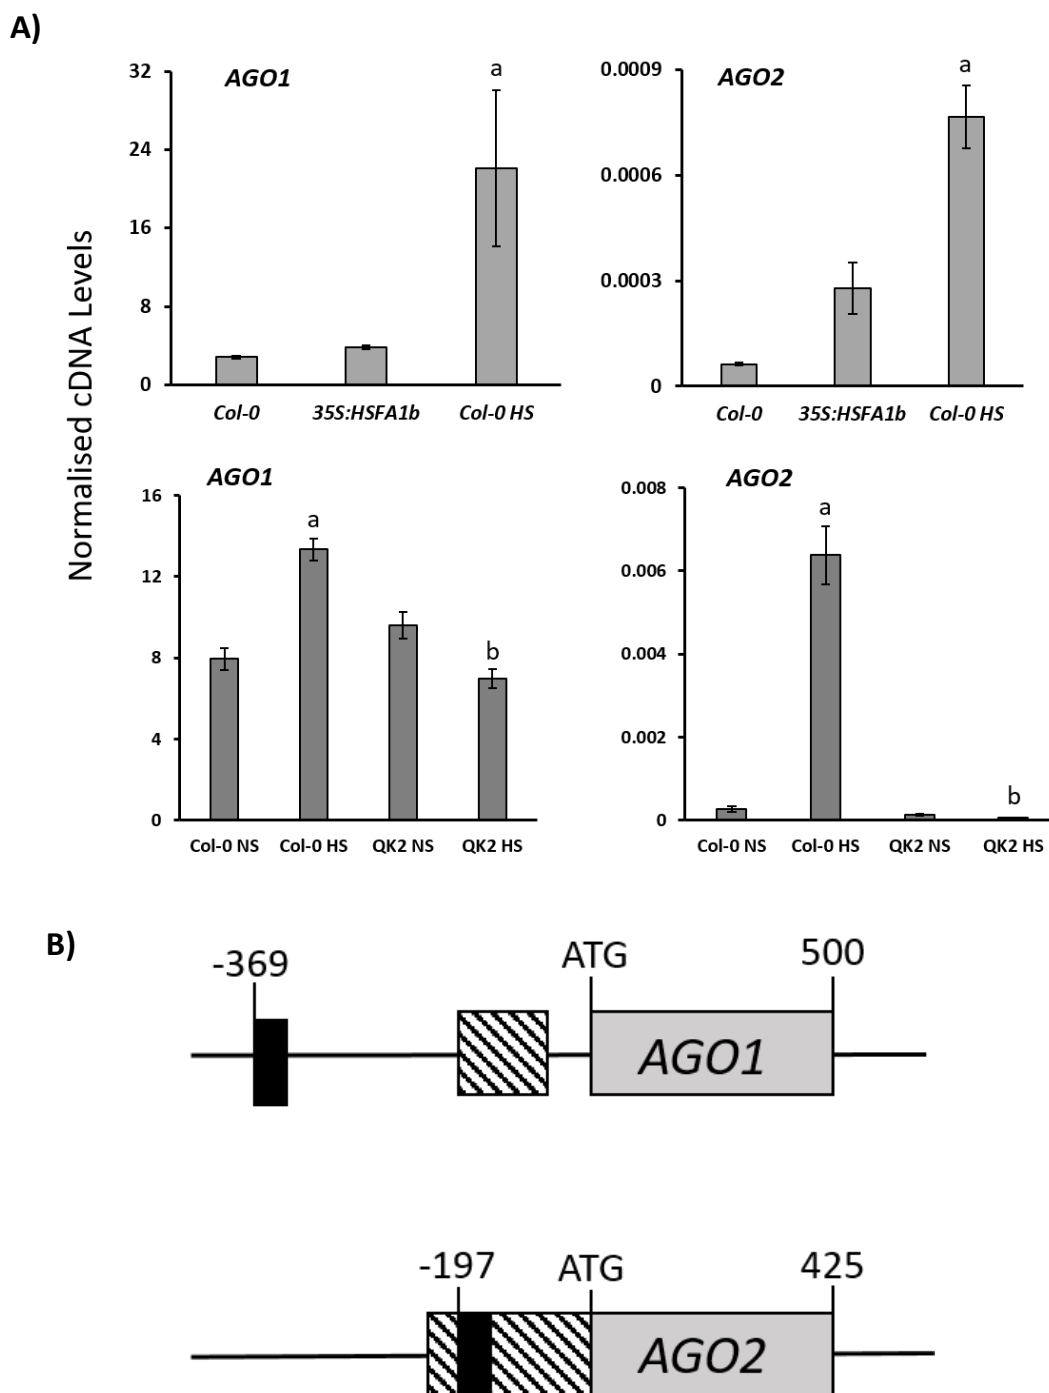 A)
Normalised cDNA Levels
AGO1
a
32
24
16
8
0
Col-0 35S:HSFA1b Col-0 HS
AGO2
a
0.0009
0.0006
0.0003
0
Col-0 35S:HSFA1b Col-0 HS
AGO1
a
b
16
12
8
4
0
Col-0 NS Col-0 HS QK2 NS QK2 HS
AGO2
a
b
0.008
0.006
0.004
0.002
0
Col-0 NS Col-0 HS QK2 NS QK2 HS
B)
-369 ATG 500
AGO1
-197 ATG 425
AGO2